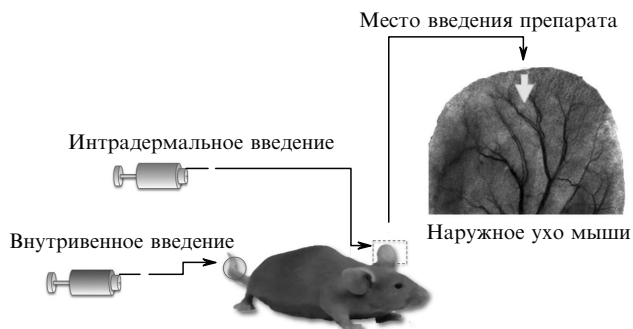 Место введения препарата
Интрадермальное введение
Внутривенное введение
Наружное ухо мыши